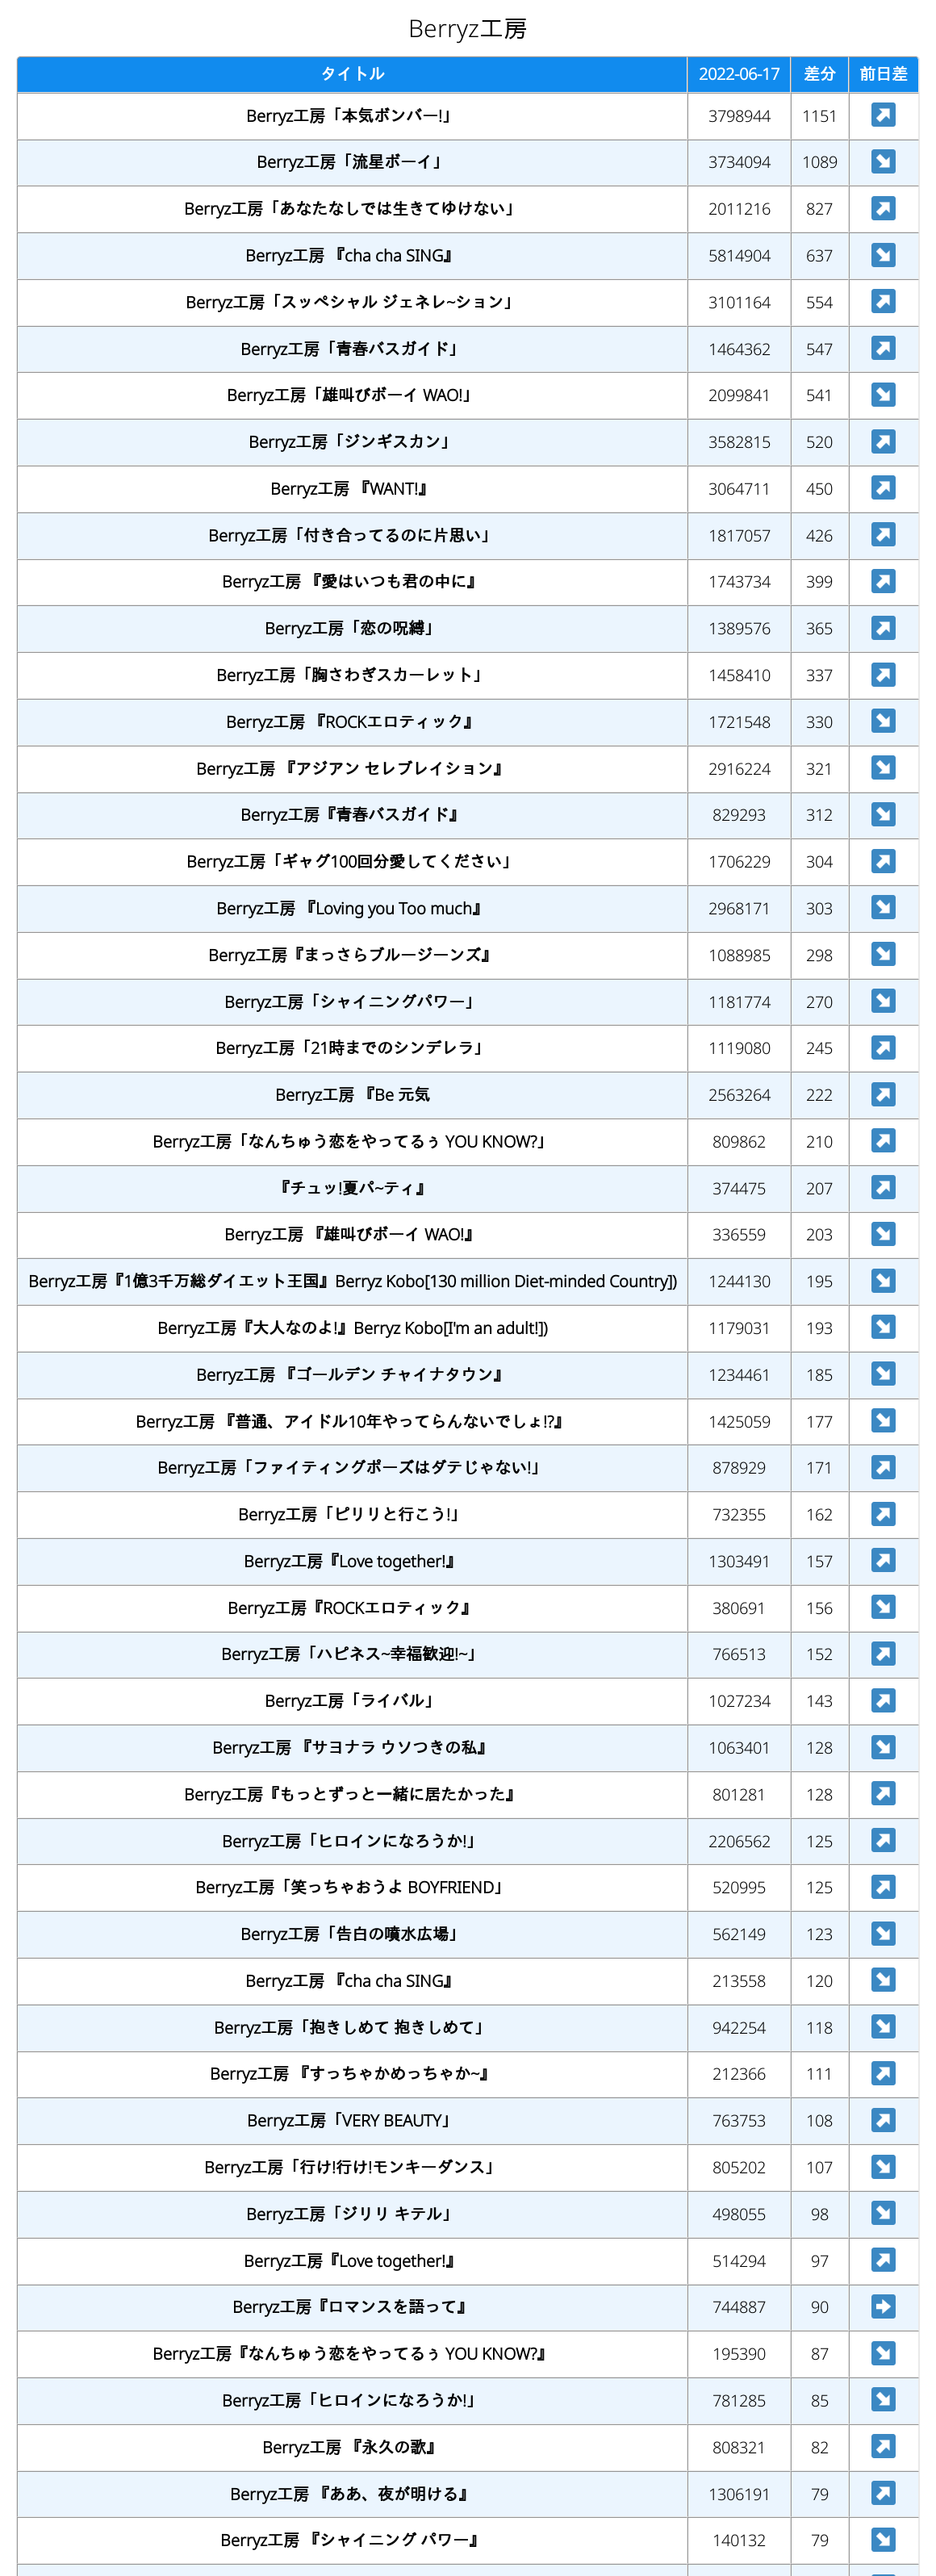 Berryz工房
タイトル 2022-06-17 差分 前日差
Berryz工房「本気ボンバー!」 3798944 1151 ↗
Berryz工房「流星ボーイ」 3734094 1089 ↘
Berryz工房「あなたなしでは生きてゆけない」 2011216 827 ↗
Berryz工房 『cha cha SING』 5814904 637 ↘
Berryz工房「スッペシャル ジェネレ~ション」 3101164 554 ↗
Berryz工房「青春バスガイド」 1464362 547 ↗
Berryz工房「雄叫びボーイ WAO!」 2099841 541 ↘
Berryz工房「ジンギスカン」 3582815 520 ↗
Berryz工房 『WANT!』 3064711 450 ↗
Berryz工房「付き合ってるのに片思い」 1817057 426 ↗
Berryz工房 『愛はいつも君の中に』 1743734 399 ↗
Berryz工房「恋の呪縛」 1389576 365 ↗
Berryz工房「胸さわぎスカーレット」 1458410 337 ↗
Berryz工房 『ROCKエロティック』 1721548 330 ↘
Berryz工房 『アジアン セレブレイション』 2916224 321 ↘
Berryz工房『青春バスガイド』 829293 312 ↘
Berryz工房「ギャグ100回分愛してください」 1706229 304 ↗
Berryz工房 『Loving you Too much』 2968171 303 ↘
Berryz工房『まっさらブルージーンズ』 1088985 298 ↘
Berryz工房「シャイニングパワー」 1181774 270 ↘
Berryz工房「21時までのシンデレラ」 1119080 245 ↗
Berryz工房 『Be 元気 2563264 222 ↗
Berryz工房「なんちゅう恋をやってるぅ YOU KNOW?」 809862 210 ↗
『チュッ!夏パ~ティ』 374475 207 ↗
Berryz工房 『雄叫びボーイ WAO!』 336559 203 ↘
Berryz工房『1億3千万総ダイエット王国』Berryz Kobo[130 million Diet-minded Country]) 1244130 195 ↘
Berryz工房『大人なのよ!』Berryz Kobo[I'm an adult!]) 1179031 193 ↘
Berryz工房 『ゴールデン チャイナタウン』 1234461 185 ↘
Berryz工房 『普通、アイドル10年やってらんないでしょ!?』 1425059 177 ↘
Berryz工房「ファイティングポーズはダテじゃない!」 878929 171 ↗
Berryz工房「ピリリと行こう!」 732355 162 ↗
Berryz工房『Love together!』 1303491 157 ↗
Berryz工房『ROCKエロティック』 380691 156 ↘
Berryz工房「ハピネス~幸福歓迎!~」 766513 152 ↗
Berryz工房「ライバル」 1027234 143 ↗
Berryz工房 『サヨナラ ウソつきの私』 1063401 128 ↘
Berryz工房『もっとずっと一緒に居たかった』 801281 128 ↗
Berryz工房「ヒロインになろうか!」 2206562 125 ↗
Berryz工房「笑っちゃおうよ BOYFRIEND」 520995 125 ↗
Berryz工房「告白の噴水広場」 562149 123 ↘
Berryz工房 『cha cha SING』 213558 120 ↘
Berryz工房「抱きしめて 抱きしめて」 942254 118 ↘
Berryz工房 『すっちゃかめっちゃか~』 212366 111 ↗
Berryz工房「VERY BEAUTY」 763753 108 ↗
Berryz工房「行け!行け!モンキーダンス」 805202 107 ↘
Berryz工房「ジリリ キテル」 498055 98 ↘
Berryz工房『Love together!』 514294 97 ↗
Berryz工房『ロマンスを語って』 744887 90 ➡
Berryz工房『なんちゅう恋をやってるぅ YOU KNOW?』 195390 87 ↘
Berryz工房「ヒロインになろうか!」 781285 85 ↘
Berryz工房 『永久の歌』 808321 82 ↗
Berryz工房 『ああ、夜が明ける』 1306191 79 ↗
Berryz工房 『シャイニング パワー』 140132 79 ↘